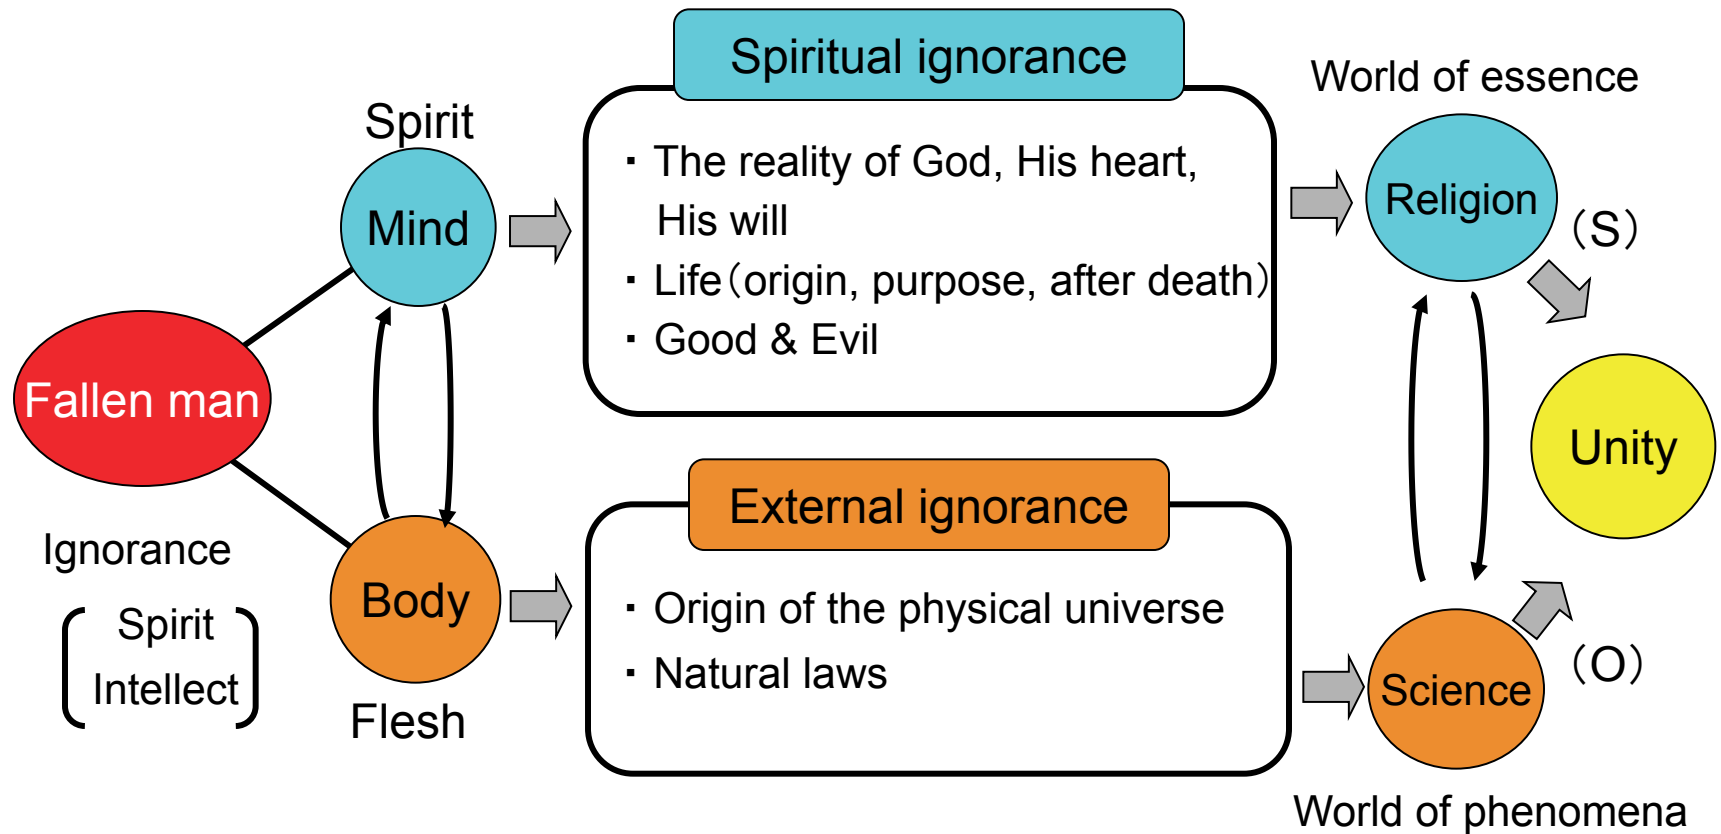 Spiritual ignorance
World of essence
Spirit
Mind
・The reality of God, His heart,
His will
・Life（origin, purpose, after death）
・Good & Evil
Religion
（S）
Fallen man
Unity
External ignorance
Ignorance
Spirit
Intellect
Body
Flesh
・Origin of the physical universe
・Natural laws
（O）
Science
World of phenomena